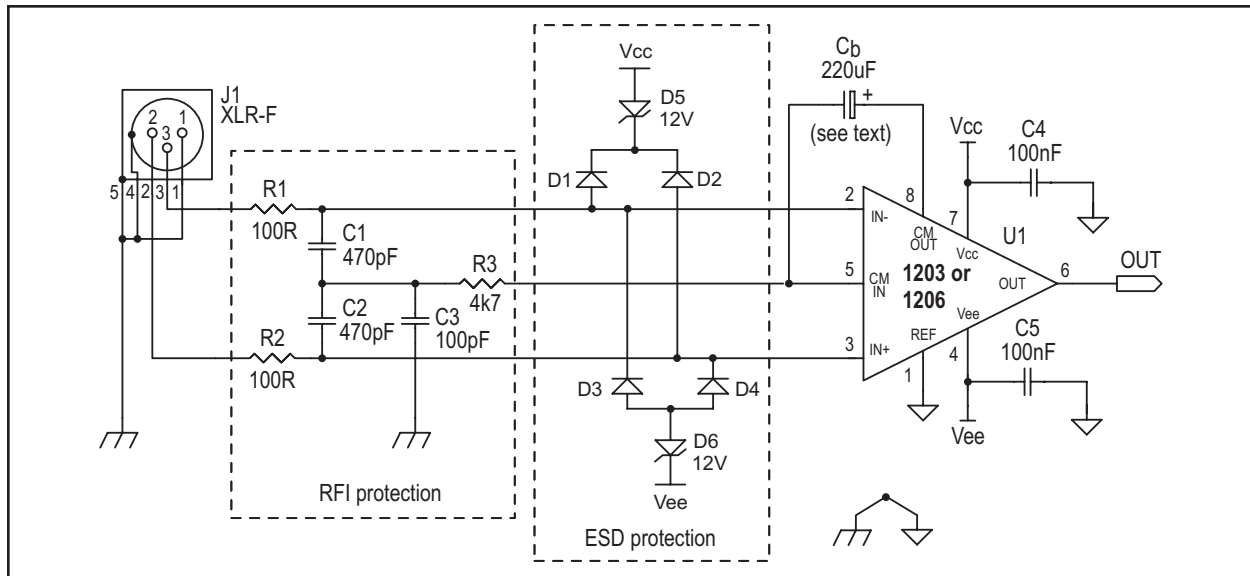 J1
XLR-F
2
1
3
5
4
2
3
1
R1
100R
C1
470pF
R3
4k7
C2
470pF
C3
100pF
R2
100R
RFI protection
Vcc
D5
12V
D1
D2
D3
D4
D6
12V
Vee
ESD protection
Cb
220uF
+
(see text)
Vcc
C4
100nF
2
IN-
8
CM
OUT
7
Vcc
U1
5
CM
IN
1203 or
1206
OUT
6
OUT
3
IN+
REF
1
Vee
4
C5
100nF
Vee